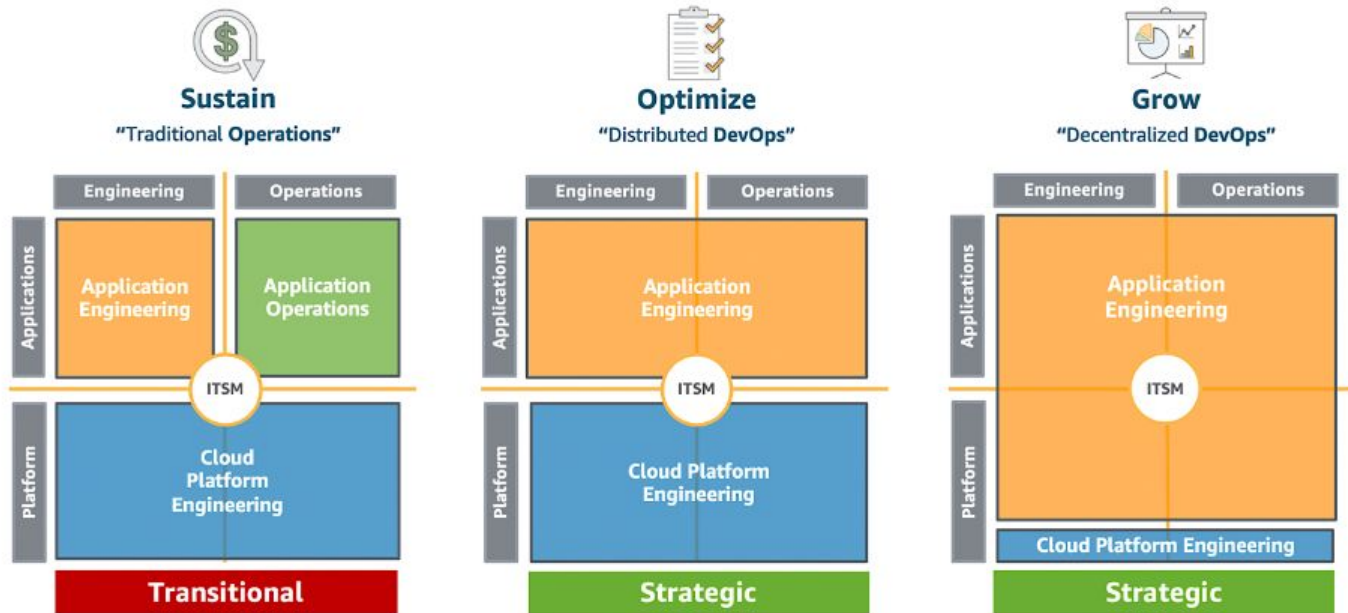 $
Sustain
“Traditional Operations”
Engineering
Operations
Applications
Application
Engineering
Application
Operations
ITSM
Platform
Cloud
Platform
Engineering
Transitional
Optimize
“Distributed DevOps”
Engineering
Operations
Applications
Application
Engineering
ITSM
Platform
Cloud Platform
Engineering
Strategic
Grow
“Decentralized DevOps”
Engineering
Operations
Applications
Application
Engineering
ITSM
Platform
Cloud Platform Engineering
Strategic